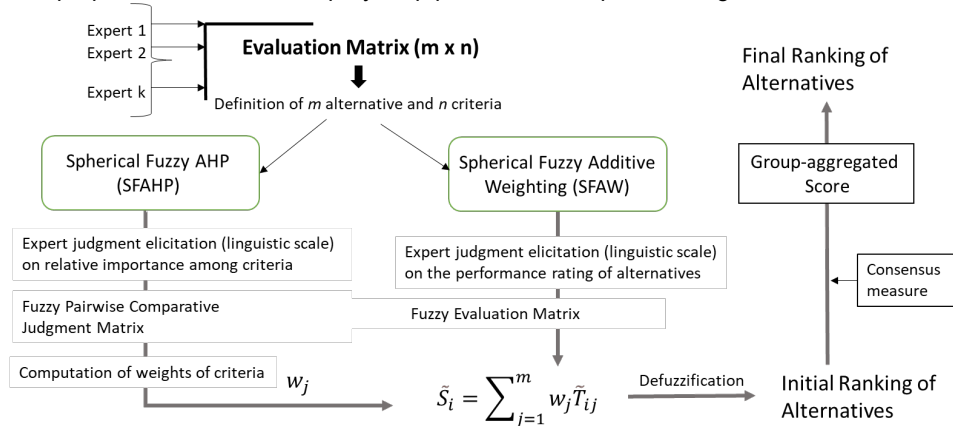 Expert 1
Expert 2
Expert k
Evaluation Matrix (m x n)
Definition of m alternative and n criteria
Spherical Fuzzy AHP
(SFAHP)
Spherical Fuzzy Additive
Weighting (SFAW)
Expert judgment elicitation (linguistic scale)
on relative importance among criteria
Expert judgment elicitation (linguistic scale)
on the performance rating of alternatives
Fuzzy Pairwise Comparative
Judgment Matrix
Fuzzy Evaluation Matrix
Computation of weights of criteria
w_j
S̃_i = ∑_{j=1}^{m} w_j T̃_{ij}
Defuzzification
Initial Ranking of
Alternatives
Consensus
measure
Group-aggregated
Score
Final Ranking of
Alternatives